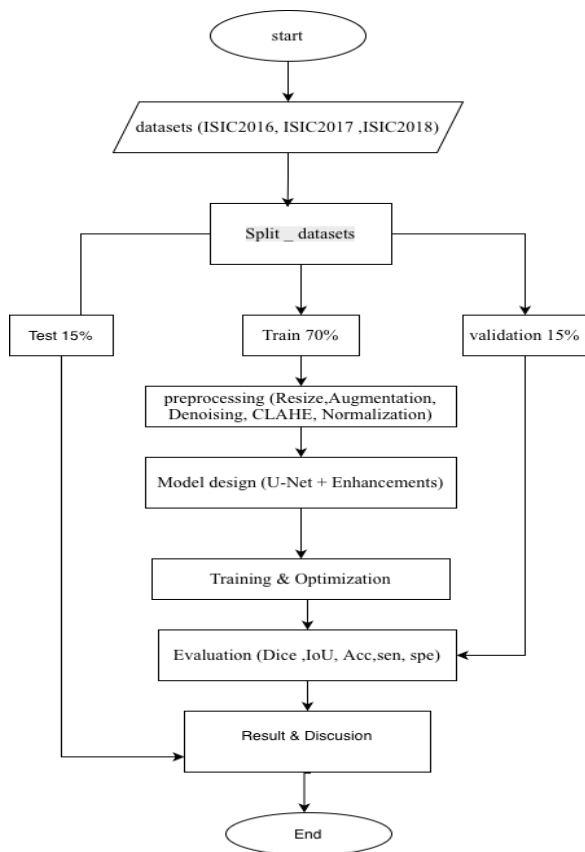 start
datasets (ISIC2016, ISIC2017 ,ISIC2018)
Split _ datasets
Test 15%
Train 70%
validation 15%
preprocessing (Resize,Augmentation,
Denoising, CLAHE, Normalization)
Model design (U-Net + Enhancements)
Training & Optimization
Evaluation (Dice ,IoU, Acc,sen, spe)
Result & Discusion
End